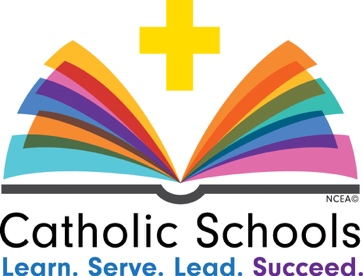 NCEA©
Catholic Schools
Learn. Serve. Lead. Succeed.